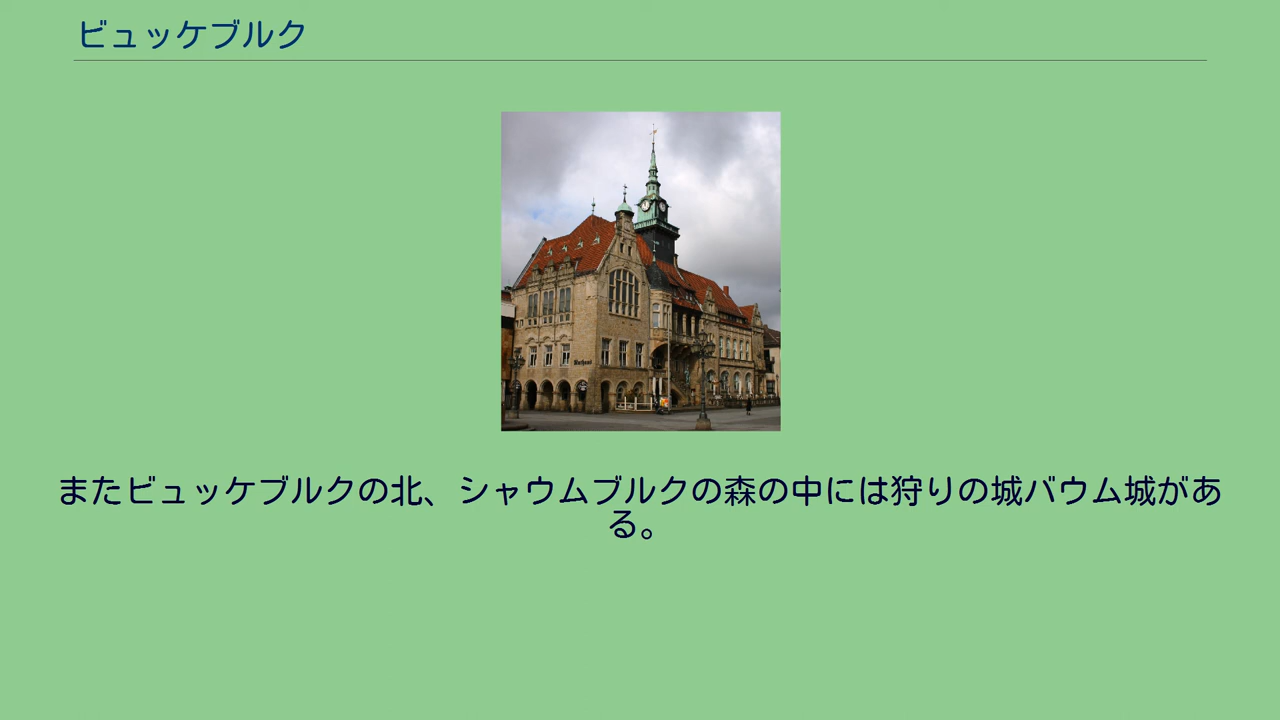 ビュッケブルク
Rathaus
またビュッケブルクの北、シャウムブルクの森の中には狩りの城バウム城があ
る。